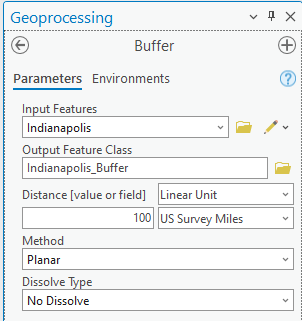 Geoprocessing
Buffer
Parameters Environments
Input Features
Indianapolis
Output Feature Class
Indianapolis_Buffer
Distance [value or field] Linear Unit
100 US Survey Miles
Method
Planar
Dissolve Type
No Dissolve